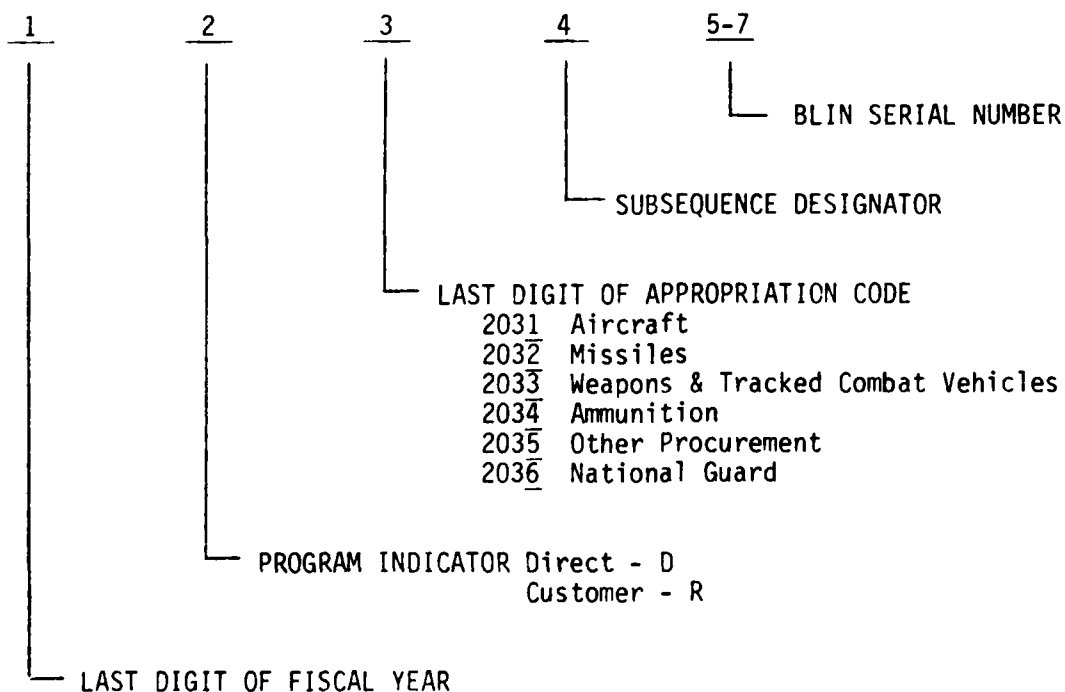 1 2 3 4 5-7
BLIN SERIAL NUMBER
SUBSEQUENCE DESIGNATOR
LAST DIGIT OF APPROPRIATION CODE
2031 Aircraft
2032 Missiles
2033 Weapons & Tracked Combat Vehicles
2034 Ammunition
2035 Other Procurement
2036 National Guard
PROGRAM INDICATOR Direct - D
Customer - R
LAST DIGIT OF FISCAL YEAR